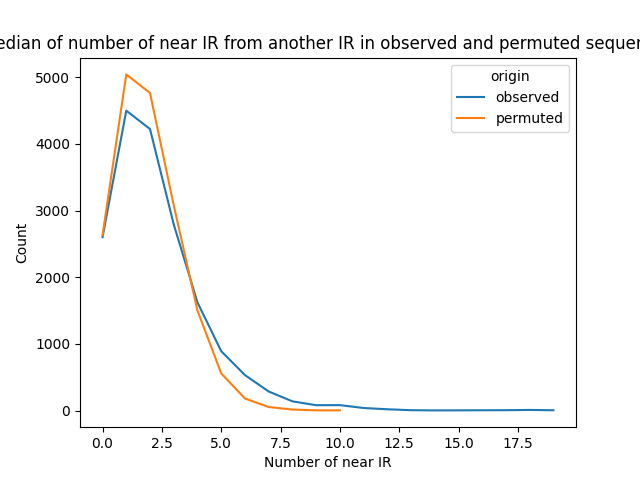 edian of number of near IR from another IR in observed and permuted sequen
origin
observed
permuted
Count
5000
4000
3000
2000
1000
0
0.0 2.5 5.0 7.5 10.0 12.5 15.0 17.5
Number of near IR